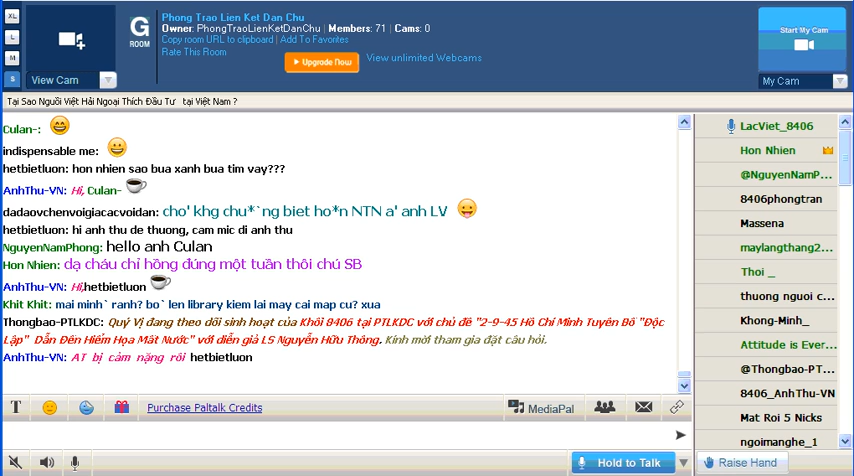 XL
L
M
S
View Cam
G
ROOM
Phong Trao Lien Ket Dan Chu
Owner: PhongTraoLienKetDanChu | Members: 71 | Cams: 0
Copy room URL to clipboard | Add To Favorites
Rate This Room
Upgrade Now
View unlimited Webcams
Start My Cam
My Cam
Tại Sao Người Việt Hải Ngoại Thích Đầu Tư tại Việt Nam ?
Culan-:
indispensable me:
hetbietluon: hon nhien sao bua xanh bua tim vay???
AnhThu-VN: Hi, Culan-
dadaovchenvoigiacacvoidan: cho' khg chu*`ng biet ho*n NTN a' anh LV
hetbietluon: hi anh thu de thuong, cam mic di anh thu
NguyenNamPhong: hello anh Culan
Hon Nhien: dạ cháu chỉ hồng đúng một tuần thôi chú SB
AnhThu-VN: Hi,hetbietluon
Khit Khit: mai minh` ranh? bo` len library kiem lai may cai map cu? xua
Thongbao-PTLKDC: Quý Vị đang theo dõi sinh hoạt của Khối 8406 tại PTLKDC với chủ đề "2-9-45 Hồ Chí Minh Tuyên Bố "Độc
Lập" Dẫn Đến Hiểm Họa Mất Nước" với diễn giả LS Nguyễn Hữu Thống. Kính mời tham gia đặt câu hỏi.
AnhThu-VN: AT bị cảm nặng rồi hetbietluon
LacViet_8406
Hon Nhien
@NguyenNamP...
8406phongtran
Massena
maylangthang2...
Thoi _
thuong nguoi c...
Khong-Minh_
Attitude is Ever...
@Thongbao-PT...
8406_AnhThu-VN
Mat Roi 5 Nicks
ngoimanghe_1
T
Purchase Paltalk Credits
MediaPal
Hold to Talk
Raise Hand